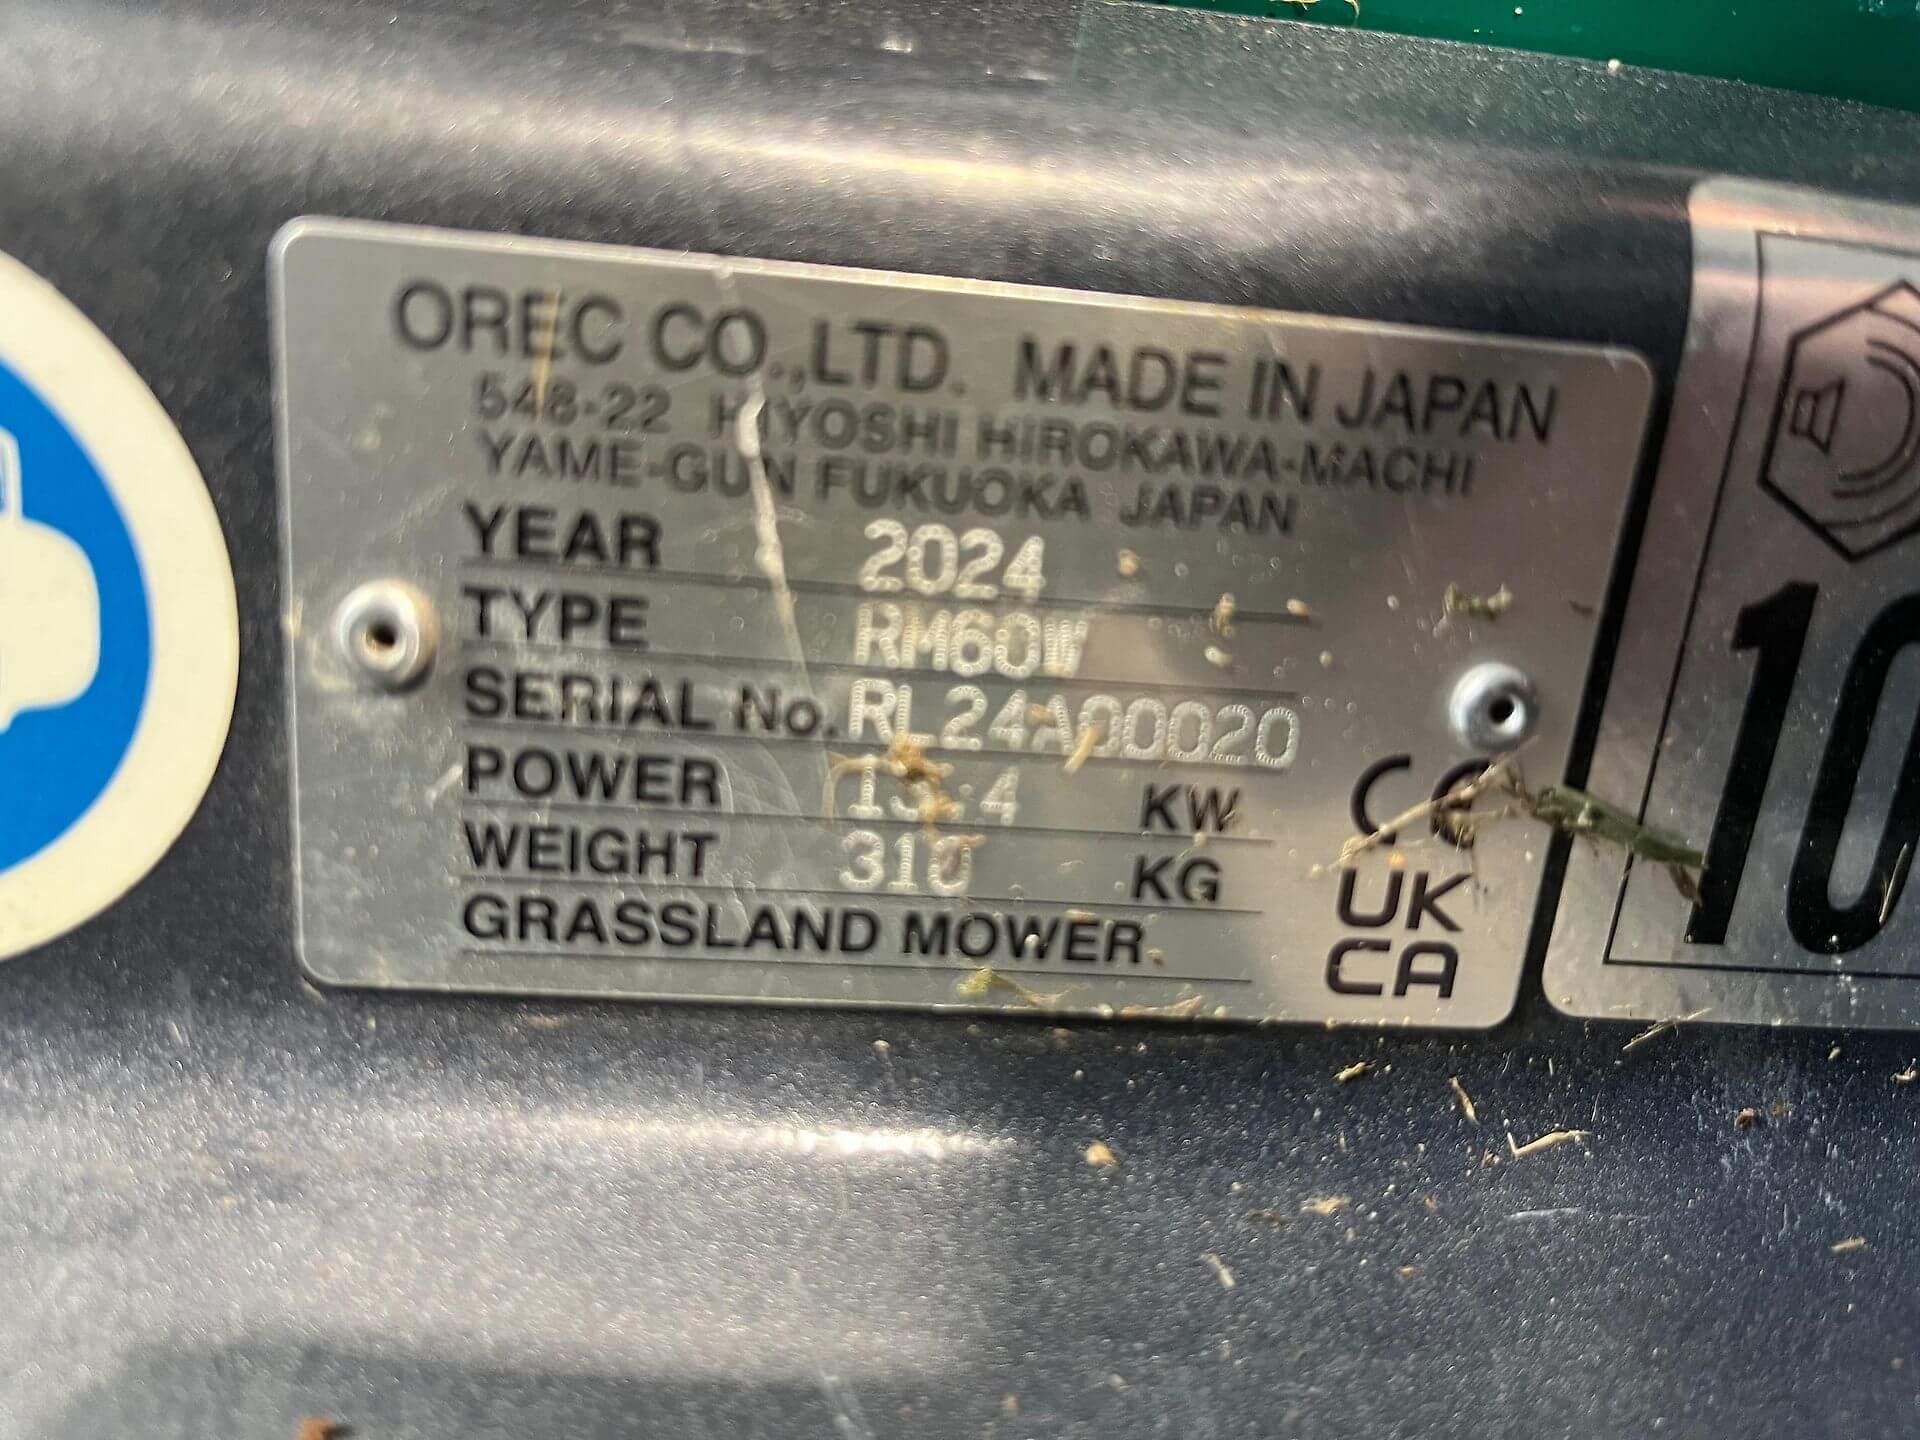 OREC CO.,LTD. MADE IN JAPAN
548-22 HIYOSHI HIROKAWA-MACHI
YAME-GUN FUKUOKA JAPAN
YEAR 2024
TYPE RM60W
SERIAL No. RL24A00020
POWER KW
WEIGHT 310 KG
GRASSLAND MOWER
CE
UK
CA
10